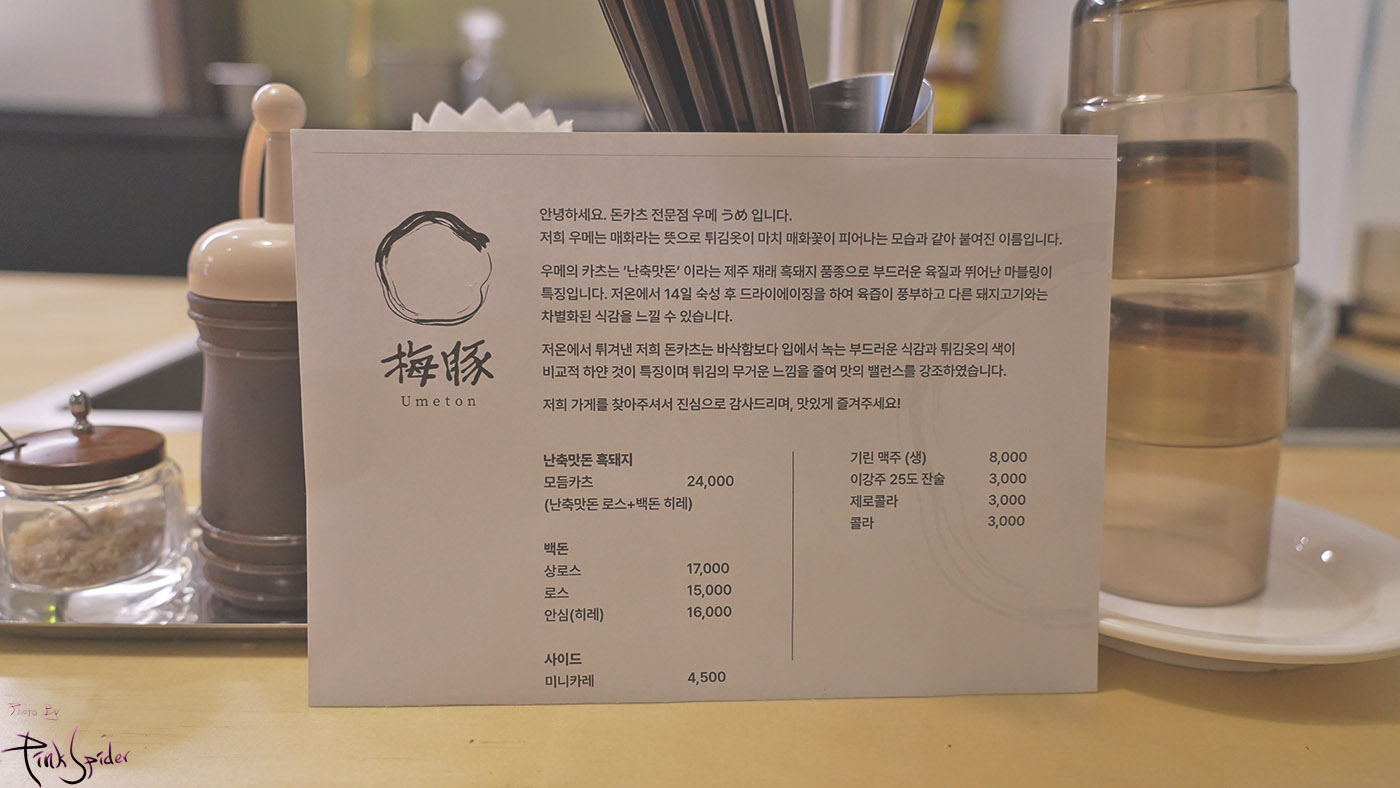 안녕하세요. 돈카츠 전문점 우메 うめ 입니다.
저희 우메는 매화라는 뜻으로 튀김옷이 마치 매화꽃이 피어나는 모습과 같아 붙여진 이름입니다.
우메의 카츠는 '난축맛돈' 이라는 제주 재래 흑돼지 품종으로 부드러운 육질과 뛰어난 마블링이
특징입니다. 저온에서 14일 숙성 후 드라이에이징을 하여 육즙이 풍부하고 다른 돼지고기와는
차별화된 식감을 느낄 수 있습니다.
저온에서 튀겨낸 저희 돈카츠는 바삭함보다 입에서 녹는 부드러운 식감과 튀김옷의 색이
비교적 하얀 것이 특징이며 튀김의 무거운 느낌을 줄여 맛의 밸런스를 강조하였습니다.
저희 가게를 찾아주셔서 진심으로 감사드리며, 맛있게 즐겨주세요!
梅豚
Umeton
난축맛돈 흑돼지
모듬카츠 24,000
(난축맛돈 로스+백돈 히레)
백돈
상로스 17,000
로스 15,000
안심(히레) 16,000
사이드
미니카레 4,500
기린 맥주 (생) 8,000
이강주 25도 잔술 3,000
제로콜라 3,000
콜라 3,000
Photo By
PinkSpider